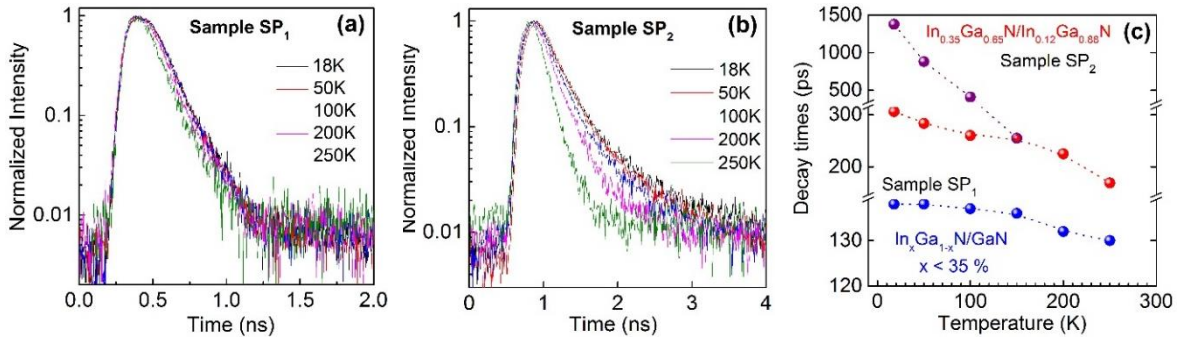 Normalized Intensity
1
0.1
0.01
Sample SP1
(a)
18K
50K
100K
200K
250K
0.0 0.5 1.0 1.5 2.0
Time (ns)
Normalized Intensity
1
0.1
0.01
Sample SP2
(b)
18K
50K
100K
200K
250K
0 1 2 3 4
Time (ns)
Decay times (ps)
1500
1000
500
300
200
130
120
In0.35Ga0.65N/In0.12Ga0.88N
(c)
Sample SP2
Sample SP1
InxGa1-xN/GaN
x < 35 %
0 100 200 300
Temperature (K)